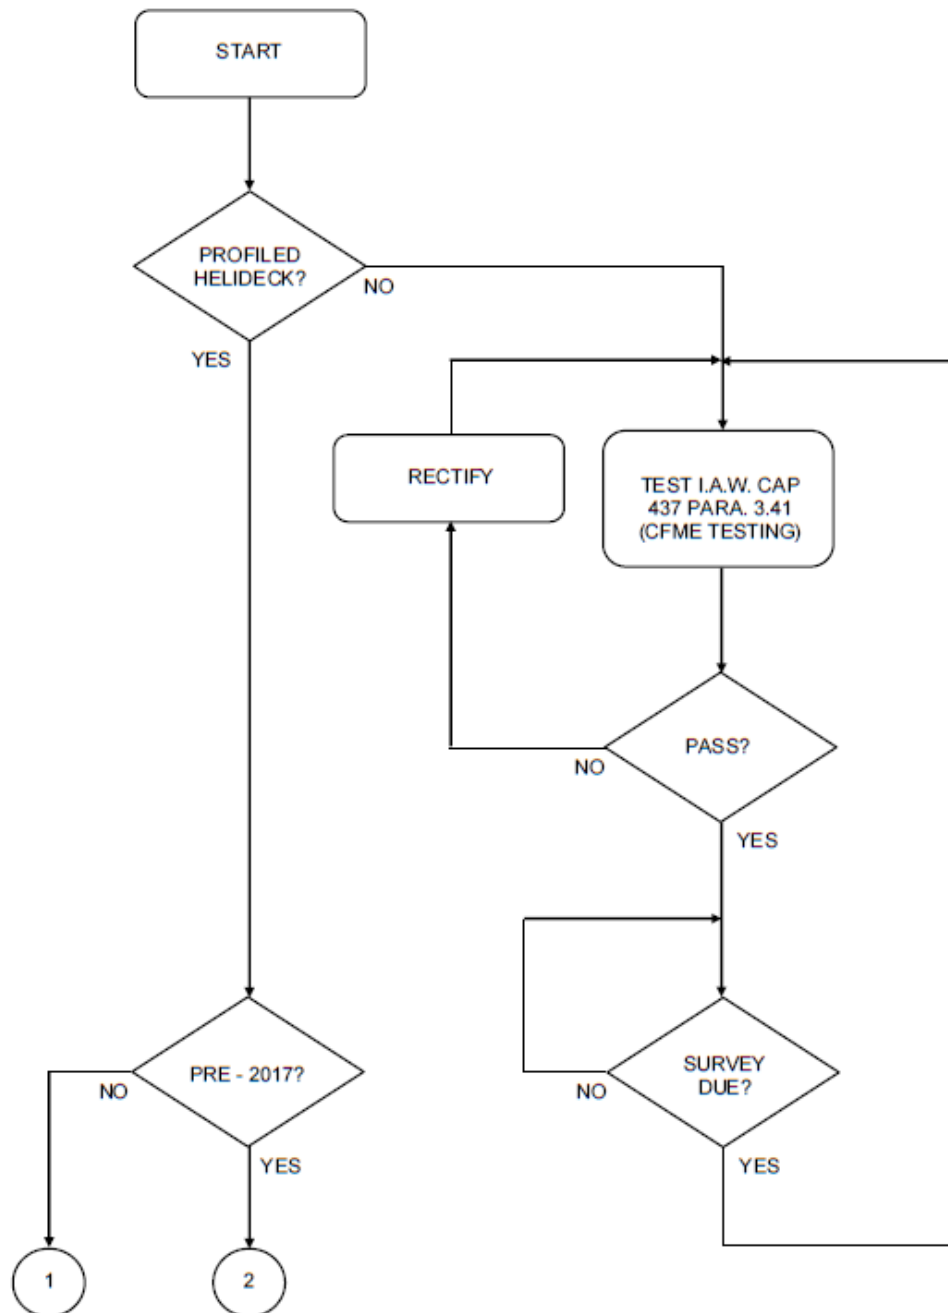 START
PROFILED
HELIDECK?
NO
YES
RECTIFY
TEST I.A.W. CAP
437 PARA. 3.41
(CFME TESTING)
PASS?
NO
YES
PRE - 2017?
NO
YES
SURVEY
DUE?
NO
YES
1
2